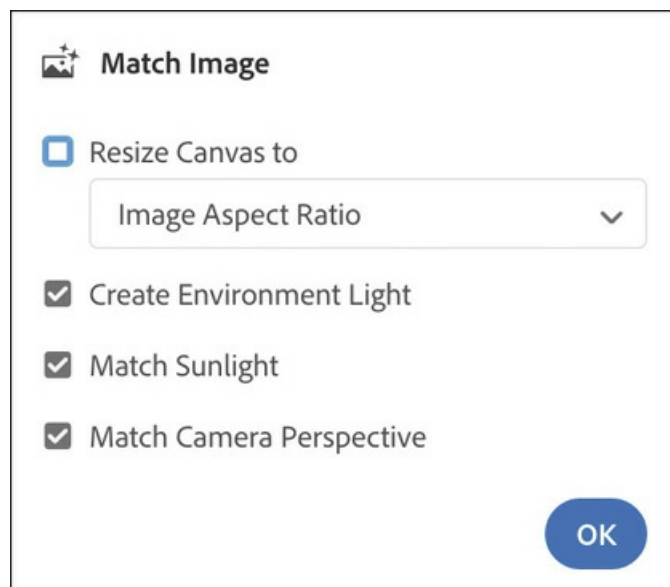 Match Image
Resize Canvas to
Image Aspect Ratio
Create Environment Light
Match Sunlight
Match Camera Perspective
OK